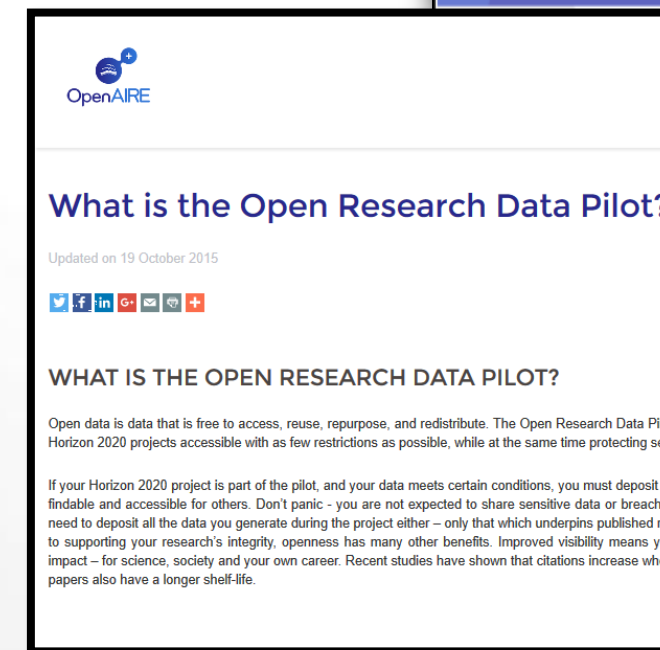 OpenAIRE
What is the Open Research Data Pilot?
Updated on 19 October 2015
WHAT IS THE OPEN RESEARCH DATA PILOT?
Open data is data that is free to access, reuse, repurpose, and redistribute. The Open Research Data
Horizon 2020 projects accessible with as few restrictions as possible, while at the same time protecting
If your Horizon 2020 project is part of the pilot, and your data meets certain conditions, you must deposit
findable and accessible for others. Don’t panic - you are not expected to share sensitive data or breach
need to deposit all the data you generate during the project either – only that which underpins published
to supporting your research’s integrity, openness has many other benefits. Improved visibility means
impact – for science, society and your own career. Recent studies have shown that citations increase
papers also have a longer shelf-life.